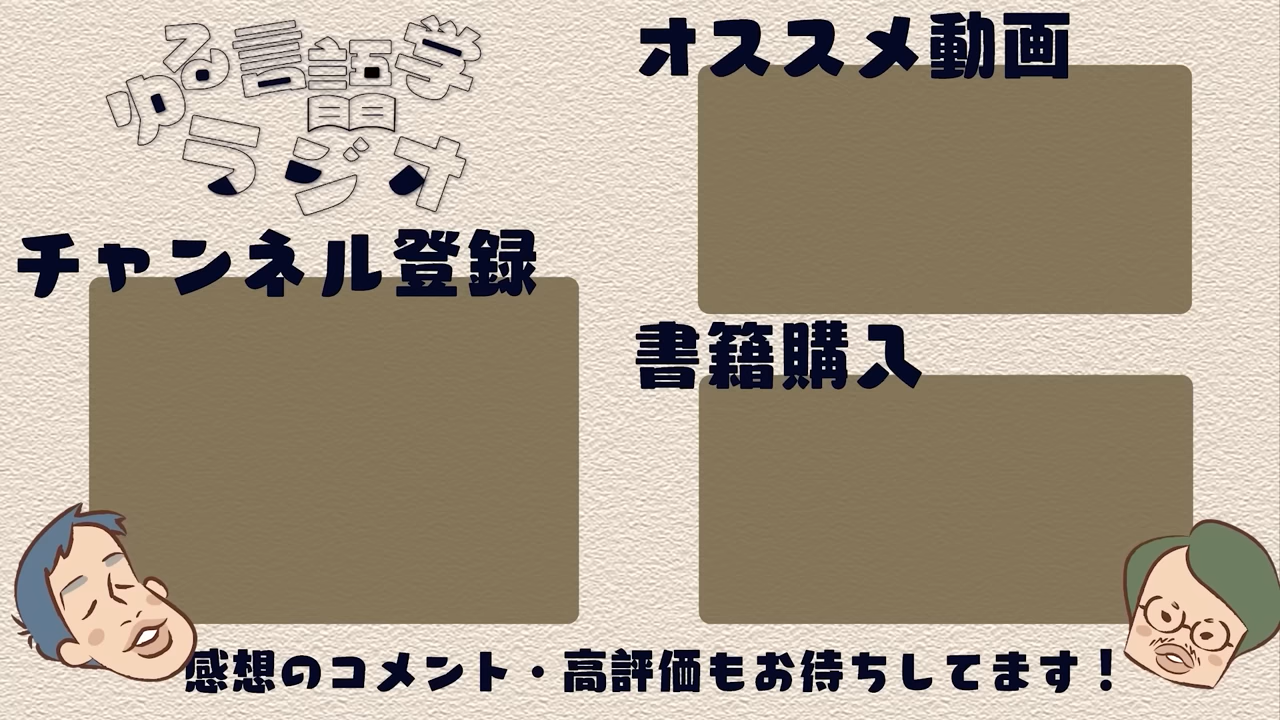 ゆる言語学
ラジオ
オススメ動画
チャンネル登録
書籍購入
感想のコメント・高評価もお待ちしてます！